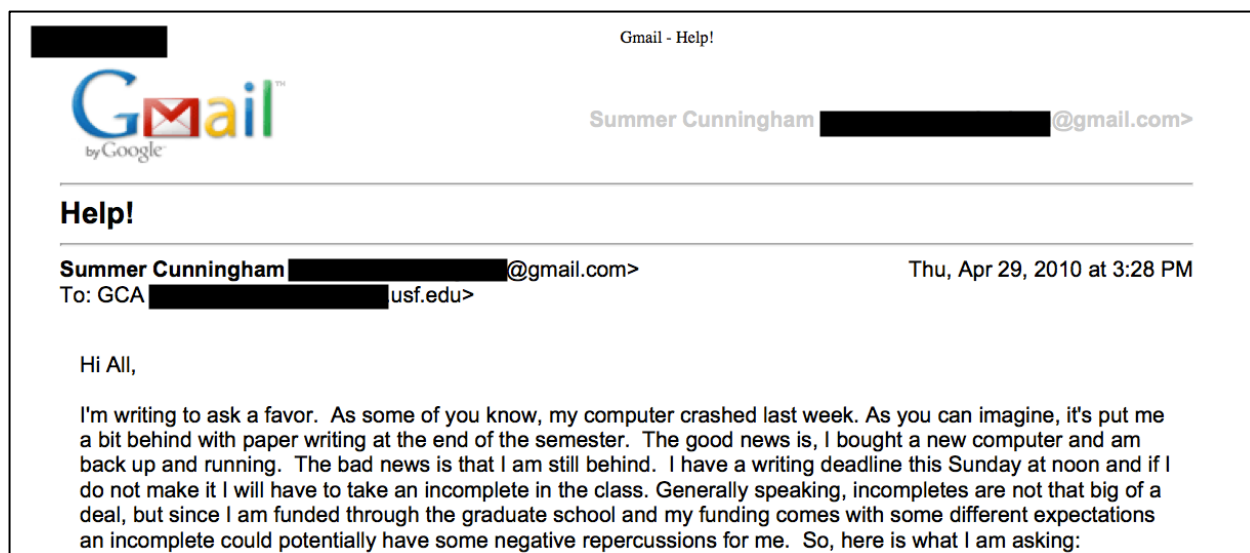 Gmail - Help!
Gmail™
by Google™
Summer Cunningham @gmail.com>
Help!
Summer Cunningham @gmail.com> Thu, Apr 29, 2010 at 3:28 PM
To: GCA .usf.edu>
Hi All,
I'm writing to ask a favor.  As some of you know, my computer crashed last week. As you can imagine, it's put me
a bit behind with paper writing at the end of the semester.  The good news is, I bought a new computer and am
back up and running.  The bad news is that I am still behind.  I have a writing deadline this Sunday at noon and if I
do not make it I will have to take an incomplete in the class. Generally speaking, incompletes are not that big of a
deal, but since I am funded through the graduate school and my funding comes with some different expectations
an incomplete could potentially have some negative repercussions for me.  So, here is what I am asking: